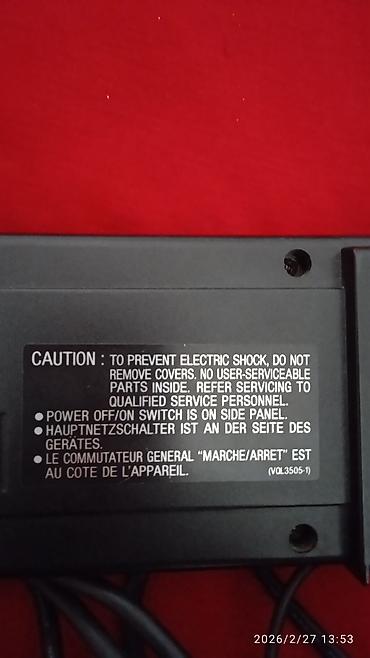 CAUTION : TO PREVENT ELECTRIC SHOCK, DO NOT
REMOVE COVERS. NO USER-SERVICEABLE
PARTS INSIDE. REFER SERVICING TO
QUALIFIED SERVICE PERSONNEL.
● POWER OFF/ON SWITCH IS ON SIDE PANEL.
● HAUPTNETZSCHALTER IST AN DER SEITE DES
GERÄTES.
● LE COMMUTATEUR GENERAL “MARCHE/ARRET” EST
AU COTE DE L'APPAREIL. (VQL3505-1)
2026/2/27 13:53